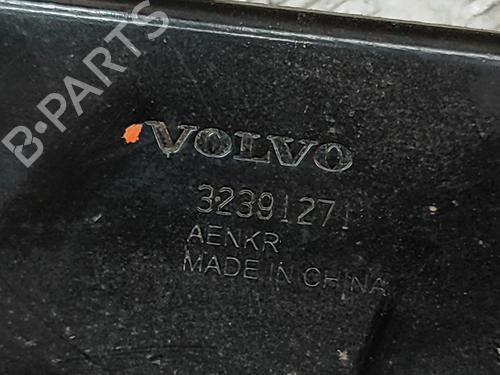 B-PARTS
VOLVO
32391271
AENKR
MADE IN CHINA